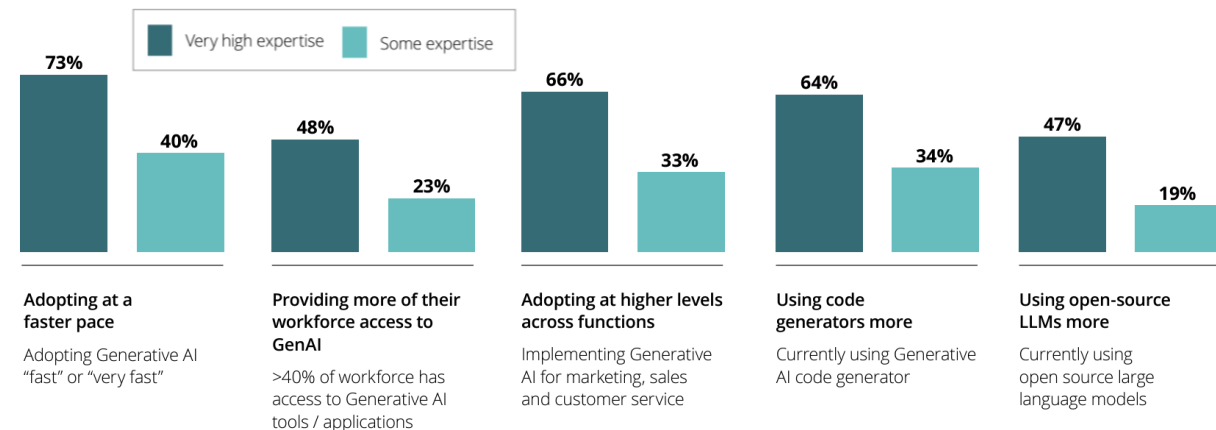 Very high expertise
Some expertise
73%
40%
48%
23%
66%
33%
64%
34%
47%
19%
Adopting at a
faster pace
Adopting Generative AI
“fast” or “very fast”
Providing more of their
workforce access to
GenAI
>40% of workforce has
access to Generative AI
tools / applications
Adopting at higher levels
across functions
Implementing Generative
AI for marketing, sales
and customer service
Using code
generators more
Currently using Generative
AI code generator
Using open-source
LLMs more
Currently using
open source large
language models